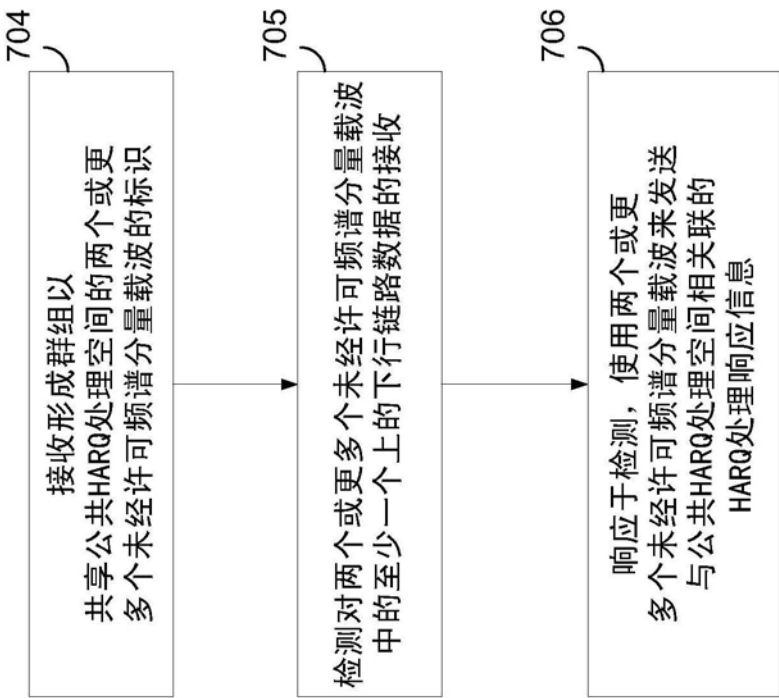 704
接收形成群组以
共享公共HARQ处理空间的两个或更
多个未经许可频谱分量载波的标识
705
检测对两个或更多个未经许可频谱分量载波
中的至少一个上的下行链路数据的接收
706
响应于检测，使用两个或更
多个未经许可频谱分量载波来发送
与公共HARQ处理空间相关联的
HARQ处理响应信息